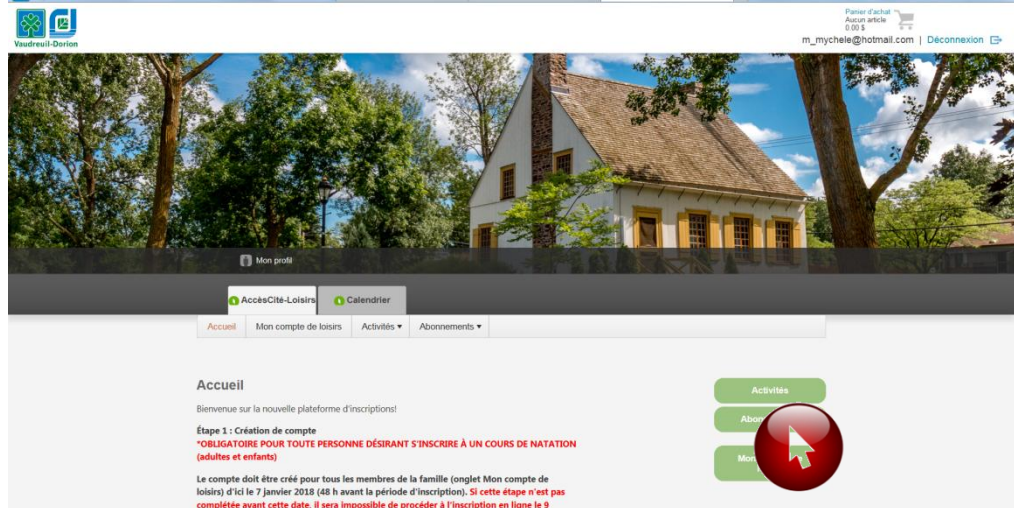 Vaudreuil-Dorion
Panier d'achat
Aucun article
0.00 $
m_mychele@hotmail.com | Déconnexion
Mon profil
AccèsCité-Loisirs
Calendrier
Accueil
Mon compte de loisirs
Activités
Abonnements
Accueil
Bienvenue sur la nouvelle plateforme d'inscriptions!
Étape 1 : Création de compte
*OBLIGATOIRE POUR TOUTE PERSONNE DÉSIRANT S'INSCRIRE À UN COURS DE NATATION
(adultes et enfants)
Le compte doit être créé pour tous les membres de la famille (onglet Mon compte de
loisirs) d'ici le 7 janvier 2018 (48 h avant la période d'inscription). Si cette étape n'est pas
complétée avant cette date, il sera impossible de procéder à l'inscription en ligne le 9
Activités